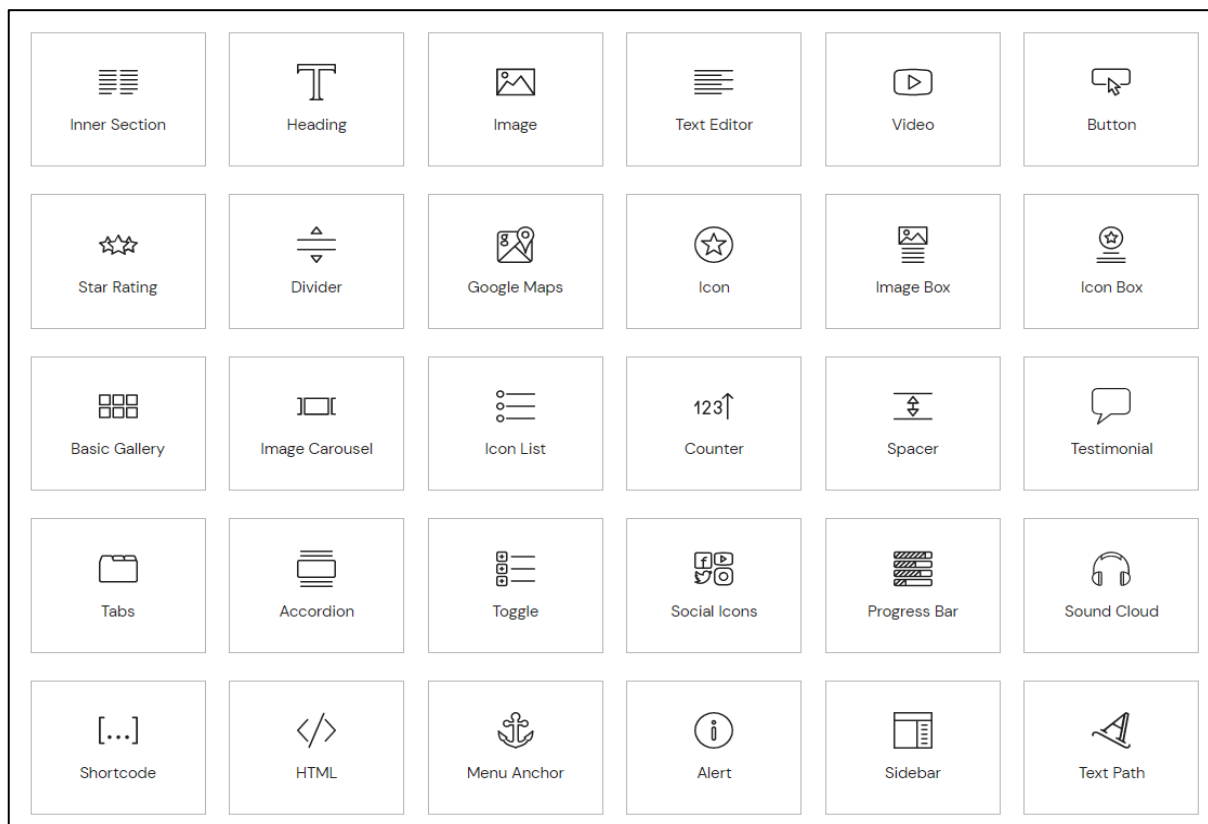 Inner Section
Heading
Image
Text Editor
Video
Button
Star Rating
Divider
Google Maps
Icon
Image Box
Icon Box
Basic Gallery
Image Carousel
Icon List
123
Counter
Spacer
Testimonial
Tabs
Accordion
Toggle
Social Icons
Progress Bar
Sound Cloud
[...]
Shortcode
</>
HTML
Menu Anchor
Alert
Sidebar
Text Path